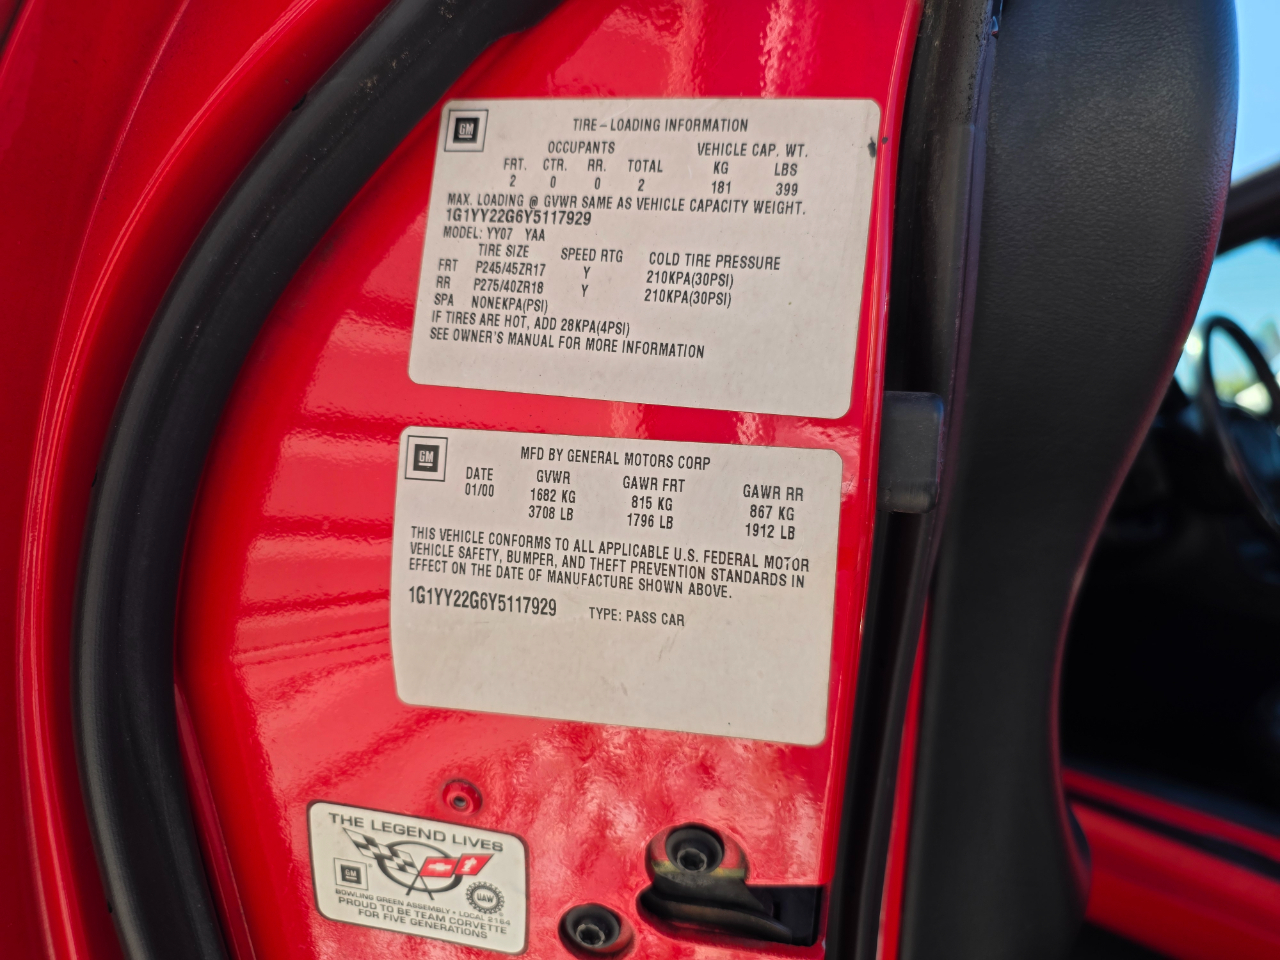 GM
TIRE-LOADING INFORMATION
OCCUPANTS VEHICLE CAP. WT.
FRT. CTR. RR. TOTAL KG LBS
2 0 0 2 181 399
MAX. LOADING @ GVWR SAME AS VEHICLE CAPACITY WEIGHT.
1G1YY22G6Y5117929
MODEL: YY07 YAA
TIRE SIZE SPEED RTG COLD TIRE PRESSURE
FRT P245/45ZR17 Y 210KPA(30PSI)
RR P275/40ZR18 Y 210KPA(30PSI)
SPA NONEKPA(PSI)
IF TIRES ARE HOT, ADD 28KPA(4PSI)
SEE OWNER'S MANUAL FOR MORE INFORMATION
GM
MFD BY GENERAL MOTORS CORP
DATE GVWR GAWR FRT GAWR RR
01/00 1682 KG 815 KG 867 KG
3708 LB 1796 LB 1912 LB
THIS VEHICLE CONFORMS TO ALL APPLICABLE U.S. FEDERAL MOTOR
VEHICLE SAFETY, BUMPER, AND THEFT PREVENTION STANDARDS IN
EFFECT ON THE DATE OF MANUFACTURE SHOWN ABOVE.
1G1YY22G6Y5117929 TYPE: PASS CAR
THE LEGEND LIVES
GM
UAW
BOWLING GREEN ASSEMBLY • LOCAL 2164
PROUD TO BE TEAM CORVETTE
FOR FIVE GENERATIONS